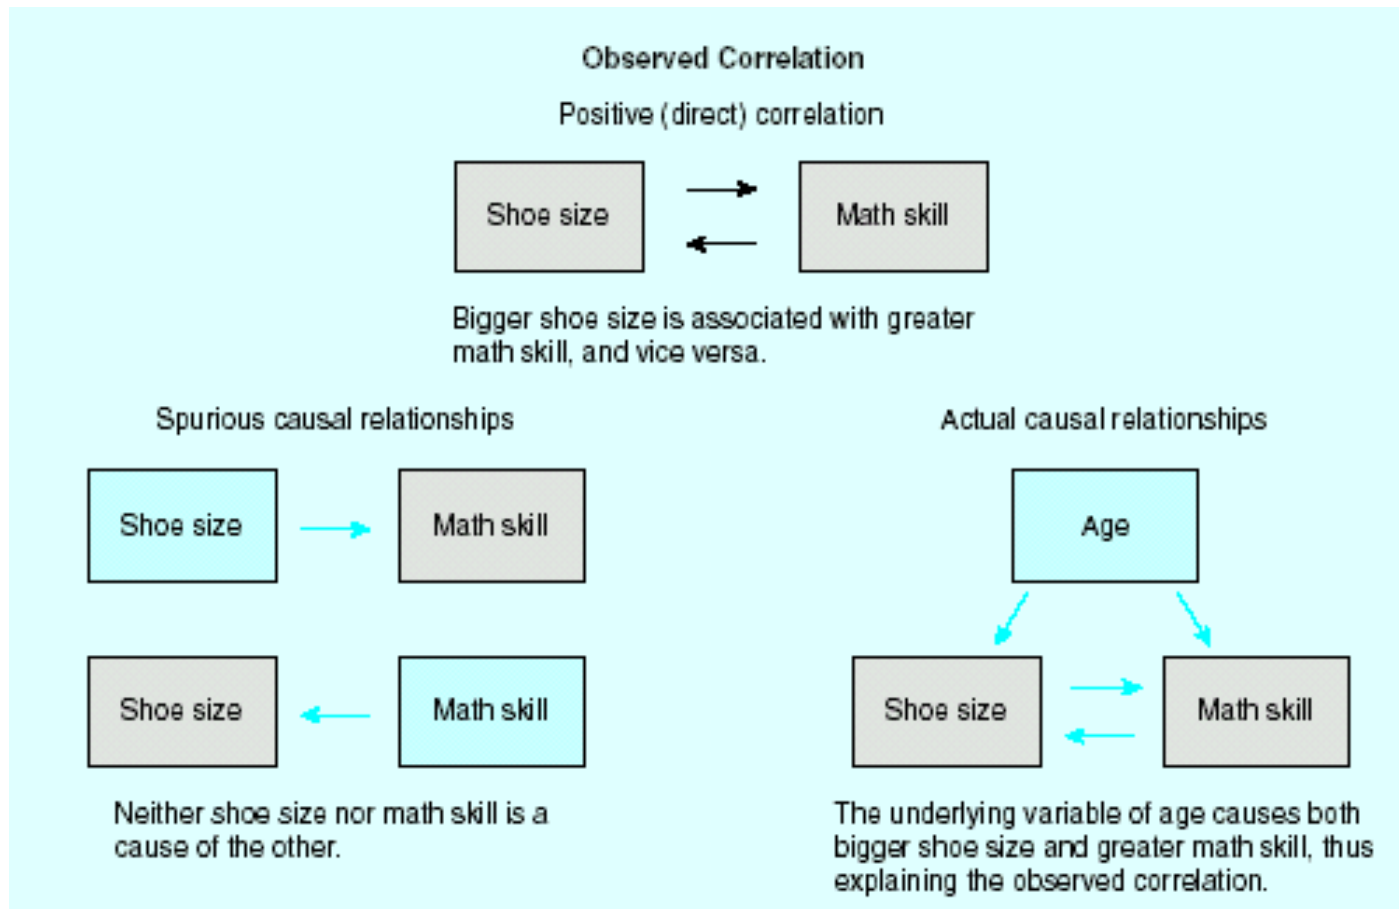 Observed Correlation
Positive (direct) correlation
Shoe size
Math skill
Bigger shoe size is associated with greater
math skill, and vice versa.
Spurious causal relationships
Shoe size
Math skill
Shoe size
Math skill
Neither shoe size nor math skill is a
cause of the other.
Actual causal relationships
Age
Shoe size
Math skill
The underlying variable of age causes both
bigger shoe size and greater math skill, thus
explaining the observed correlation.